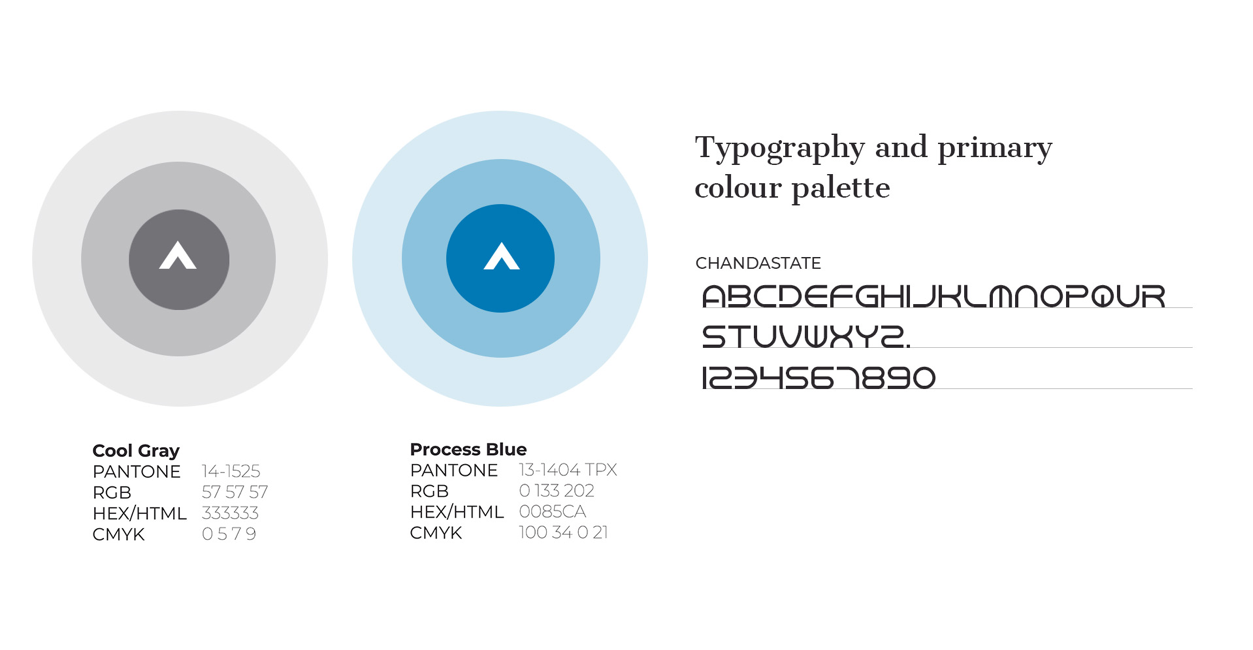 Typography and primary
colour palette
CHANDASTATE
ABCDEFGHIJKLMNOPQUR
STUVWXYZ.
1234567890
Cool Gray
PANTONE 14-1525
RGB 57 57 57
HEX/HTML 333333
CMYK 0 5 7 9
Process Blue
PANTONE 13-1404 TPX
RGB 0 133 202
HEX/HTML 0085CA
CMYK 100 34 0 21